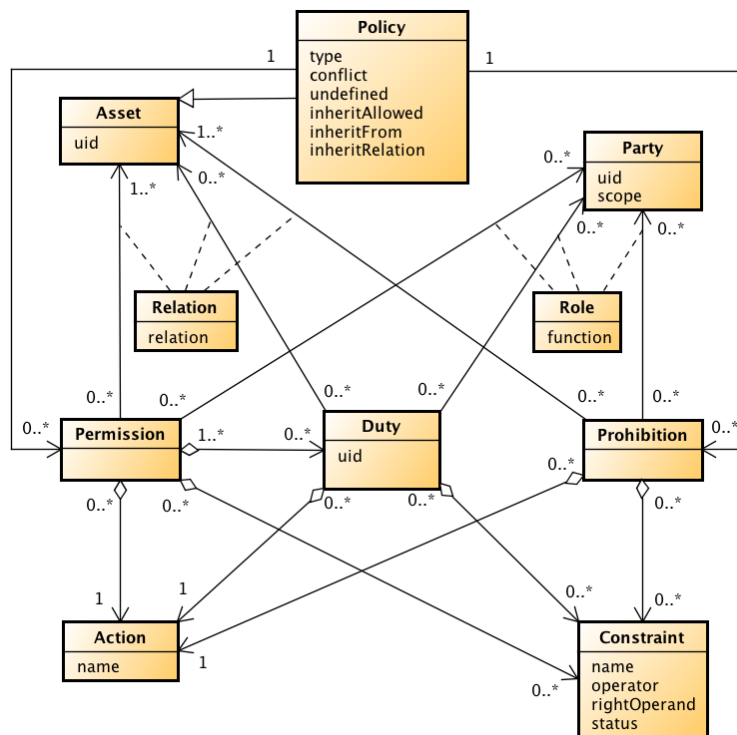 Policy
type
conflict
undefined
inheritAllowed
inheritFrom
inheritRelation
1
1
Asset
uid
1..*
0..*
1..*
Party
uid
scope
0..*
0..*
0..*
Relation
relation
Role
function
0..*
0..*
0..*
0..*
0..*
0..*
0..*
Permission
1..*
0..*
Duty
uid
Prohibition
0..*
0..*
0..*
0..*
0..*
0..*
0..*
0..*
1
1
0..*
0..*
Action
name
1
Constraint
name
operator
rightOperand
status
0..*